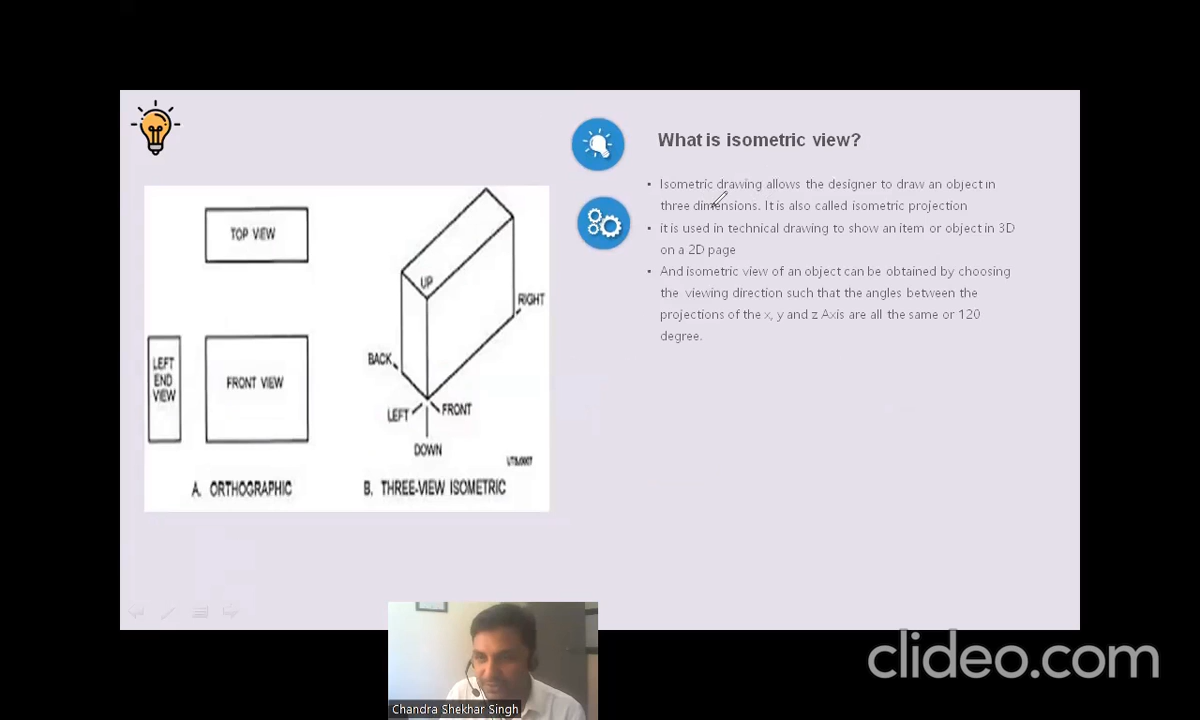 What is isometric view?
• Isometric drawing allows the designer to draw an object in
three dimensions. It is also called isometric projection
• it is used in technical drawing to show an item or object in 3D
on a 2D page
• And isometric view of an object can be obtained by choosing
the viewing direction such that the angles between the
projections of the x, y and z Axis are all the same or 120
degree.
TOP VIEW
LEFT
END
VIEW
FRONT VIEW
A. ORTHOGRAPHIC
UP
RIGHT
BACK
LEFT
FRONT
DOWN
B. THREE-VIEW ISOMETRIC
Chandra Shekhar Singh
clideo.com